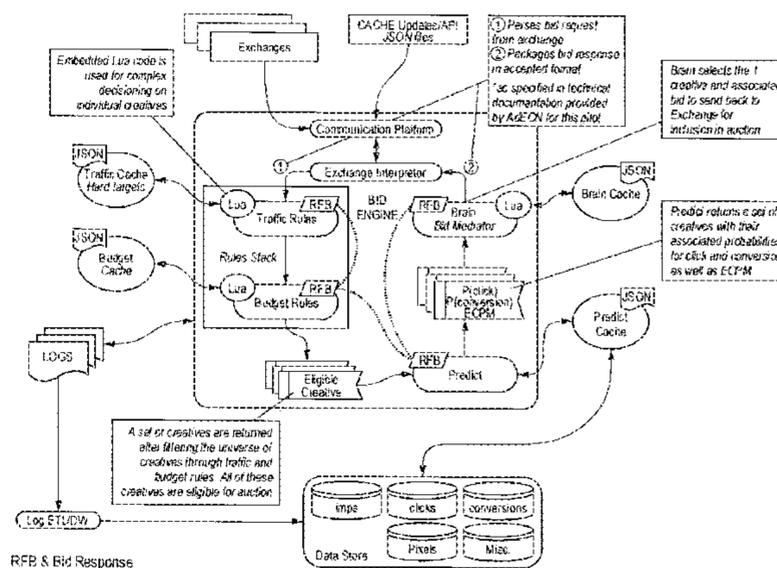 Exchanges
CACHE Updates/API
JSON files
① Parses bid request
from exchange
② Packages bid response
in accepted format
*as specified in technical
documentation provided
by AdECN for this pilot
Embedded Lua code is
used for complex
decisioning on
individual creatives
Brain selects the 1
creative and associated
bid to send back to
Exchange for
inclusion in auction
Communication Platform
① Exchange Interpreter ②
JSON
Traffic Cache
Hard targets
Lua RFB
Traffic Rules
BID
ENGINE
RFB Lua
Brain
Bid Mediator
JSON
Brain Cache
Predict returns a set of
creatives with their
associated probabilities
for click and conversion
as well as ECPM
JSON
Budget
Cache
Rules Stack
Lua RFB
Budget Rules
P(click)
P(conversion)
ECPM
JSON
Predict
Cache
LOGS
Eligible
Creative
RFB
Predict
A set of creatives are returned
after filtering the universe of
creatives through traffic and
budget rules. All of these
creatives are eligible for auction
imps clicks conversions
Pixels Misc.
Data Store
Log ETL/DW
RFB & Bid Response